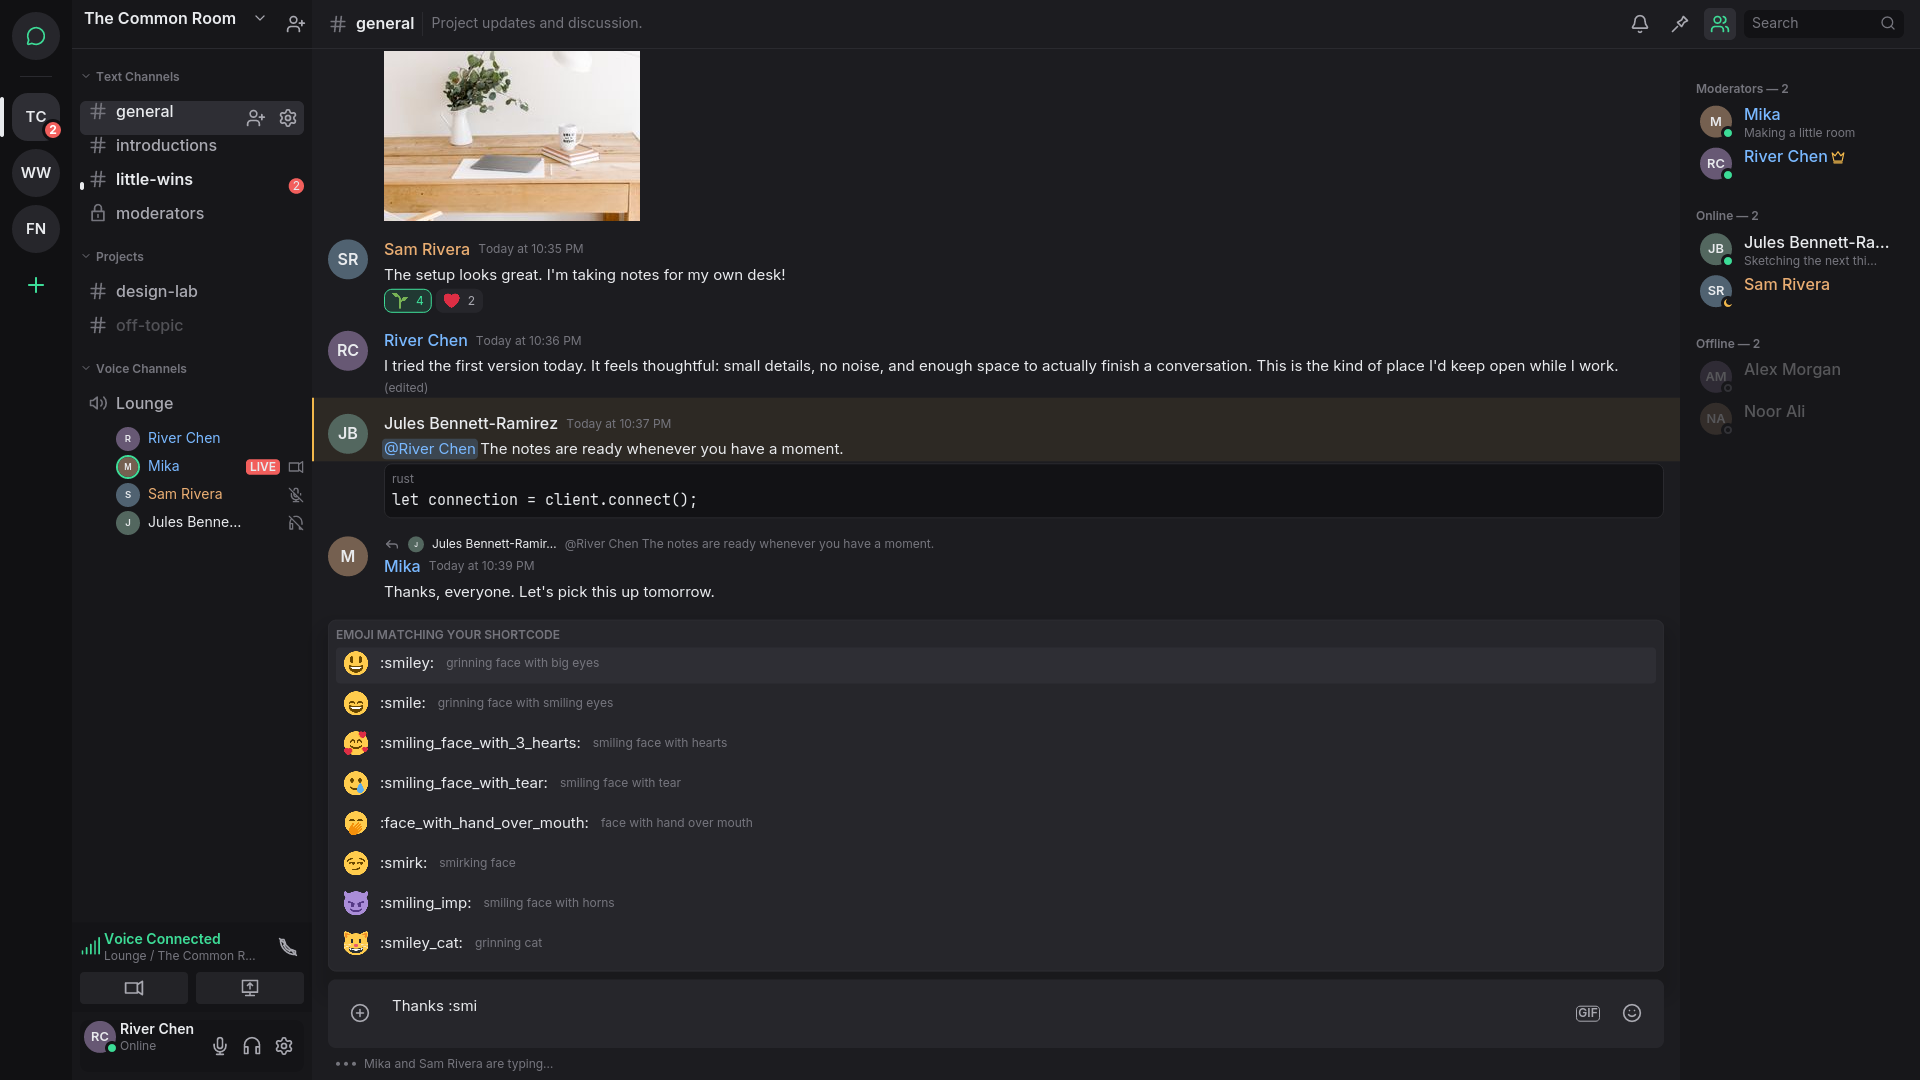 The Common Room
# general
Project updates and discussion.
Search
TC
2
WW
FN
Text Channels
# general
# introductions
# little-wins
2
moderators
Projects
# design-lab
# off-topic
Voice Channels
Lounge
R River Chen
M Mika LIVE
S Sam Rivera
J Jules Benne...
Voice Connected
Lounge / The Common R...
RC River Chen
Online
SR Sam Rivera Today at 10:35 PM
The setup looks great. I'm taking notes for my own desk!
4 2
RC River Chen Today at 10:36 PM
I tried the first version today. It feels thoughtful: small details, no noise, and enough space to actually finish a conversation. This is the kind of place I'd keep open while I work.
(edited)
JB Jules Bennett-Ramirez Today at 10:37 PM
@River Chen The notes are ready whenever you have a moment.
rust
let connection = client.connect();
J Jules Bennett-Ramir... @River Chen The notes are ready whenever you have a moment.
M Mika Today at 10:39 PM
Thanks, everyone. Let's pick this up tomorrow.
EMOJI MATCHING YOUR SHORTCODE
:smiley: grinning face with big eyes
:smile: grinning face with smiling eyes
:smiling_face_with_3_hearts: smiling face with hearts
:smiling_face_with_tear: smiling face with tear
:face_with_hand_over_mouth: face with hand over mouth
:smirk: smirking face
:smiling_imp: smiling face with horns
:smiley_cat: grinning cat
Thanks :smi
GIF
Mika and Sam Rivera are typing...
Moderators — 2
M Mika
Making a little room
RC River Chen
Online — 2
JB Jules Bennett-Ra...
Sketching the next thi...
SR Sam Rivera
Offline — 2
AM Alex Morgan
NA Noor Ali